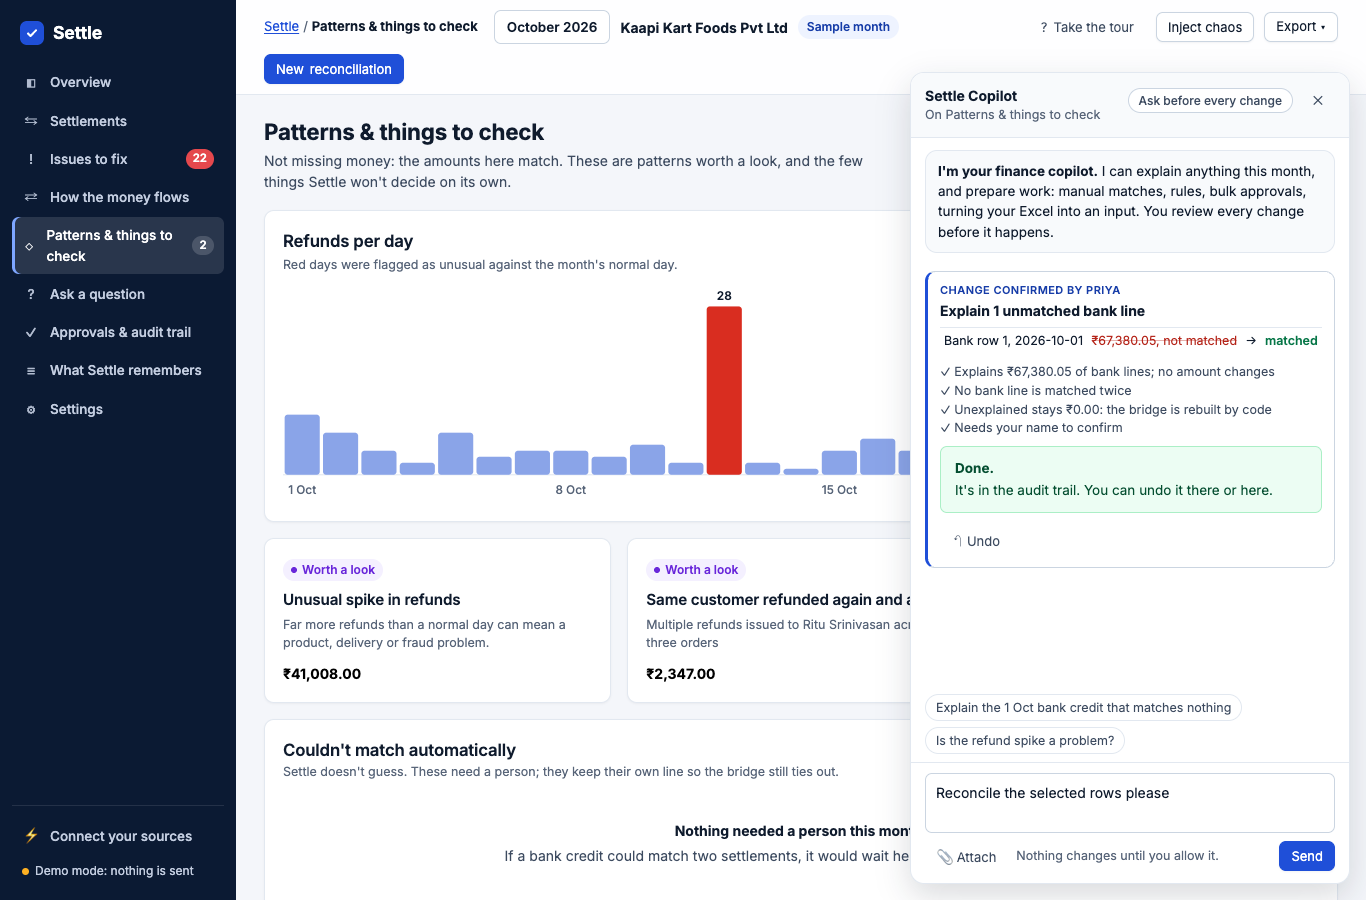 Settle
Overview
Settlements
Issues to fix
22
How the money flows
Patterns & things to
check
2
Ask a question
Approvals & audit trail
What Settle remembers
Settings
Connect your sources
Demo mode: nothing is sent
Settle / Patterns & things to check
October 2026
Kaapi Kart Foods Pvt Ltd
Sample month
? Take the tour
Inject chaos
Export
New reconciliation
Patterns & things to check
Not missing money: the amounts here match. These are patterns worth a look, and the few
things Settle won't decide on its own.
Refunds per day
Red days were flagged as unusual against the month's normal day.
28
1 Oct
8 Oct
15 Oct
Worth a look
Unusual spike in refunds
Far more refunds than a normal day can mean a
product, delivery or fraud problem.
₹41,008.00
Worth a look
Same customer refunded again and a
Multiple refunds issued to Ritu Srinivasan acr
three orders
₹2,347.00
Couldn't match automatically
Settle doesn't guess. These need a person; they keep their own line so the bridge still ties out.
Nothing needed a person this mon
If a bank credit could match two settlements, it would wait he
Settle Copilot
On Patterns & things to check
Ask before every change
I'm your finance copilot. I can explain anything this month,
and prepare work: manual matches, rules, bulk approvals,
turning your Excel into an input. You review every change
before it happens.
CHANGE CONFIRMED BY PRIYA
Explain 1 unmatched bank line
Bank row 1, 2026-10-01 ₹67,380.05, not matched → matched
✓ Explains ₹67,380.05 of bank lines; no amount changes
✓ No bank line is matched twice
✓ Unexplained stays ₹0.00: the bridge is rebuilt by code
✓ Needs your name to confirm
Done.
It's in the audit trail. You can undo it there or here.
Undo
Explain the 1 Oct bank credit that matches nothing
Is the refund spike a problem?
Reconcile the selected rows please
Attach
Nothing changes until you allow it.
Send